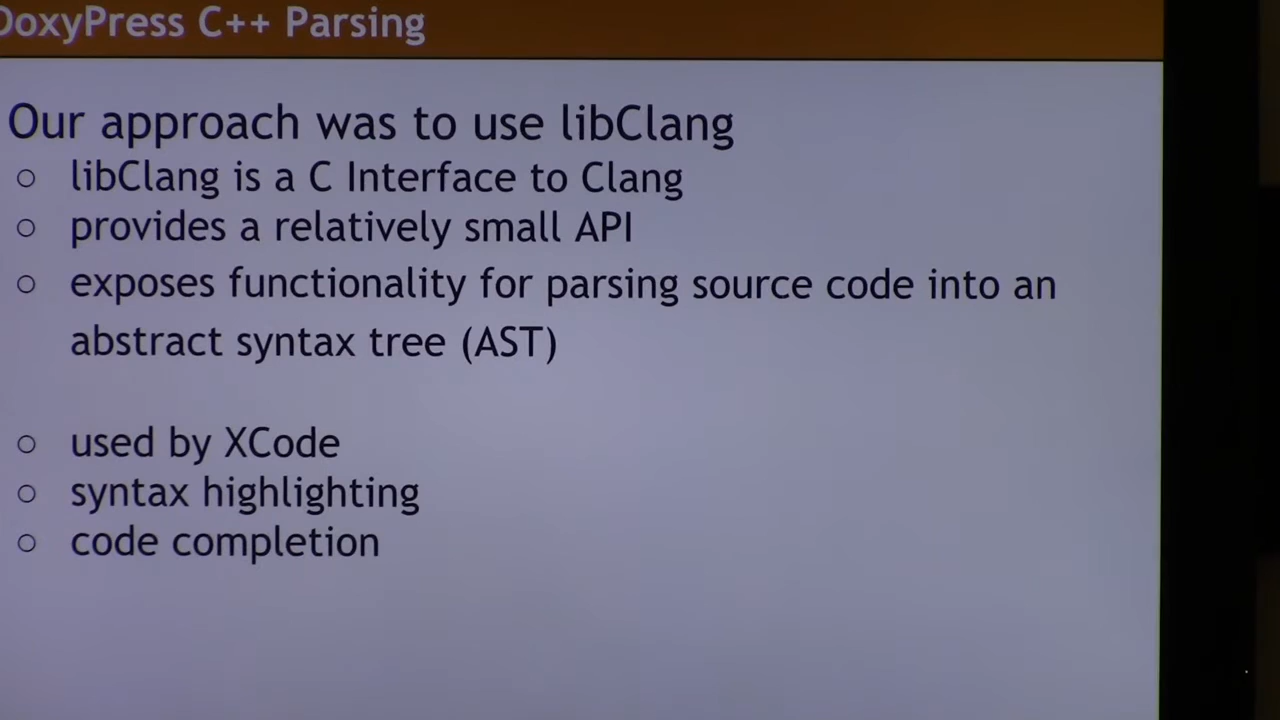 DoxyPress C++ Parsing
Our approach was to use libClang
○ libClang is a C Interface to Clang
○ provides a relatively small API
○ exposes functionality for parsing source code into an
abstract syntax tree (AST)
○ used by XCode
○ syntax highlighting
○ code completion